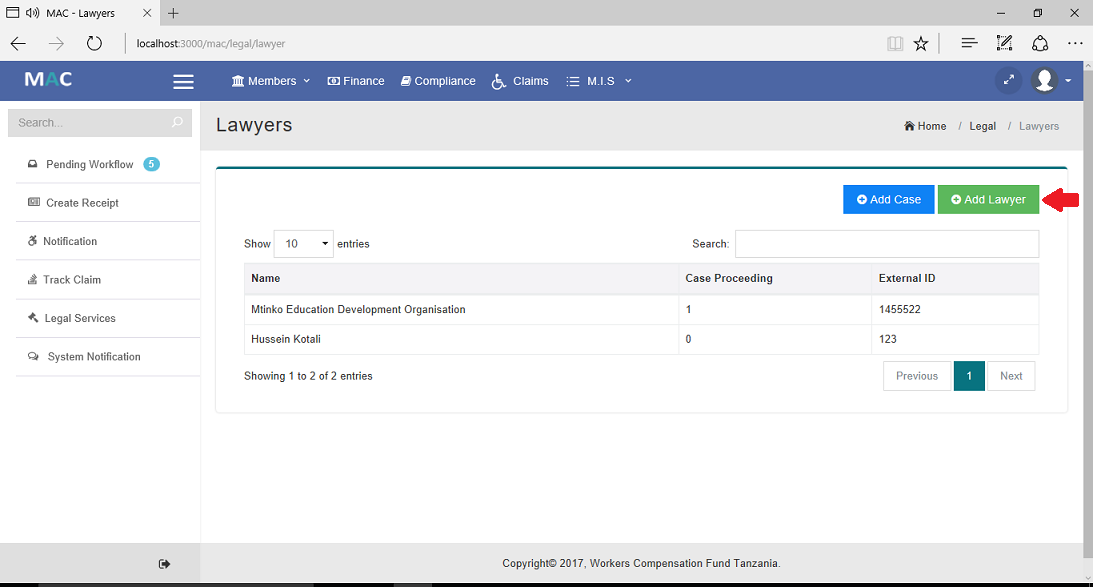 MAC - Lawyers
localhost:3000/mac/legal/lawyer
MAC Members Finance Compliance Claims M.I.S
Search...
Lawyers
Home / Legal / Lawyers
Pending Workflow 5
Create Receipt
Notification
Track Claim
Legal Services
System Notification
Add Case Add Lawyer
Show 10 entries Search:
Name Case Proceeding External ID
Mtinko Education Development Organisation 1 1455522
Hussein Kotali 0 123
Showing 1 to 2 of 2 entries Previous 1 Next
Copyright© 2017, Workers Compensation Fund Tanzania.